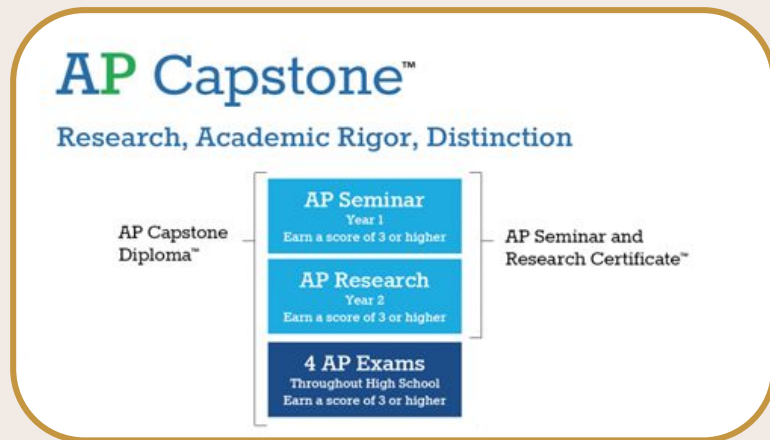 AP Capstone™
Research, Academic Rigor, Distinction
AP Capstone
Diploma™
AP Seminar
Year 1
Earn a score of 3 or higher
AP Research
Year 2
Earn a score of 3 or higher
4 AP Exams
Throughout High School
Earn a score of 3 or higher
AP Seminar and
Research Certificate™